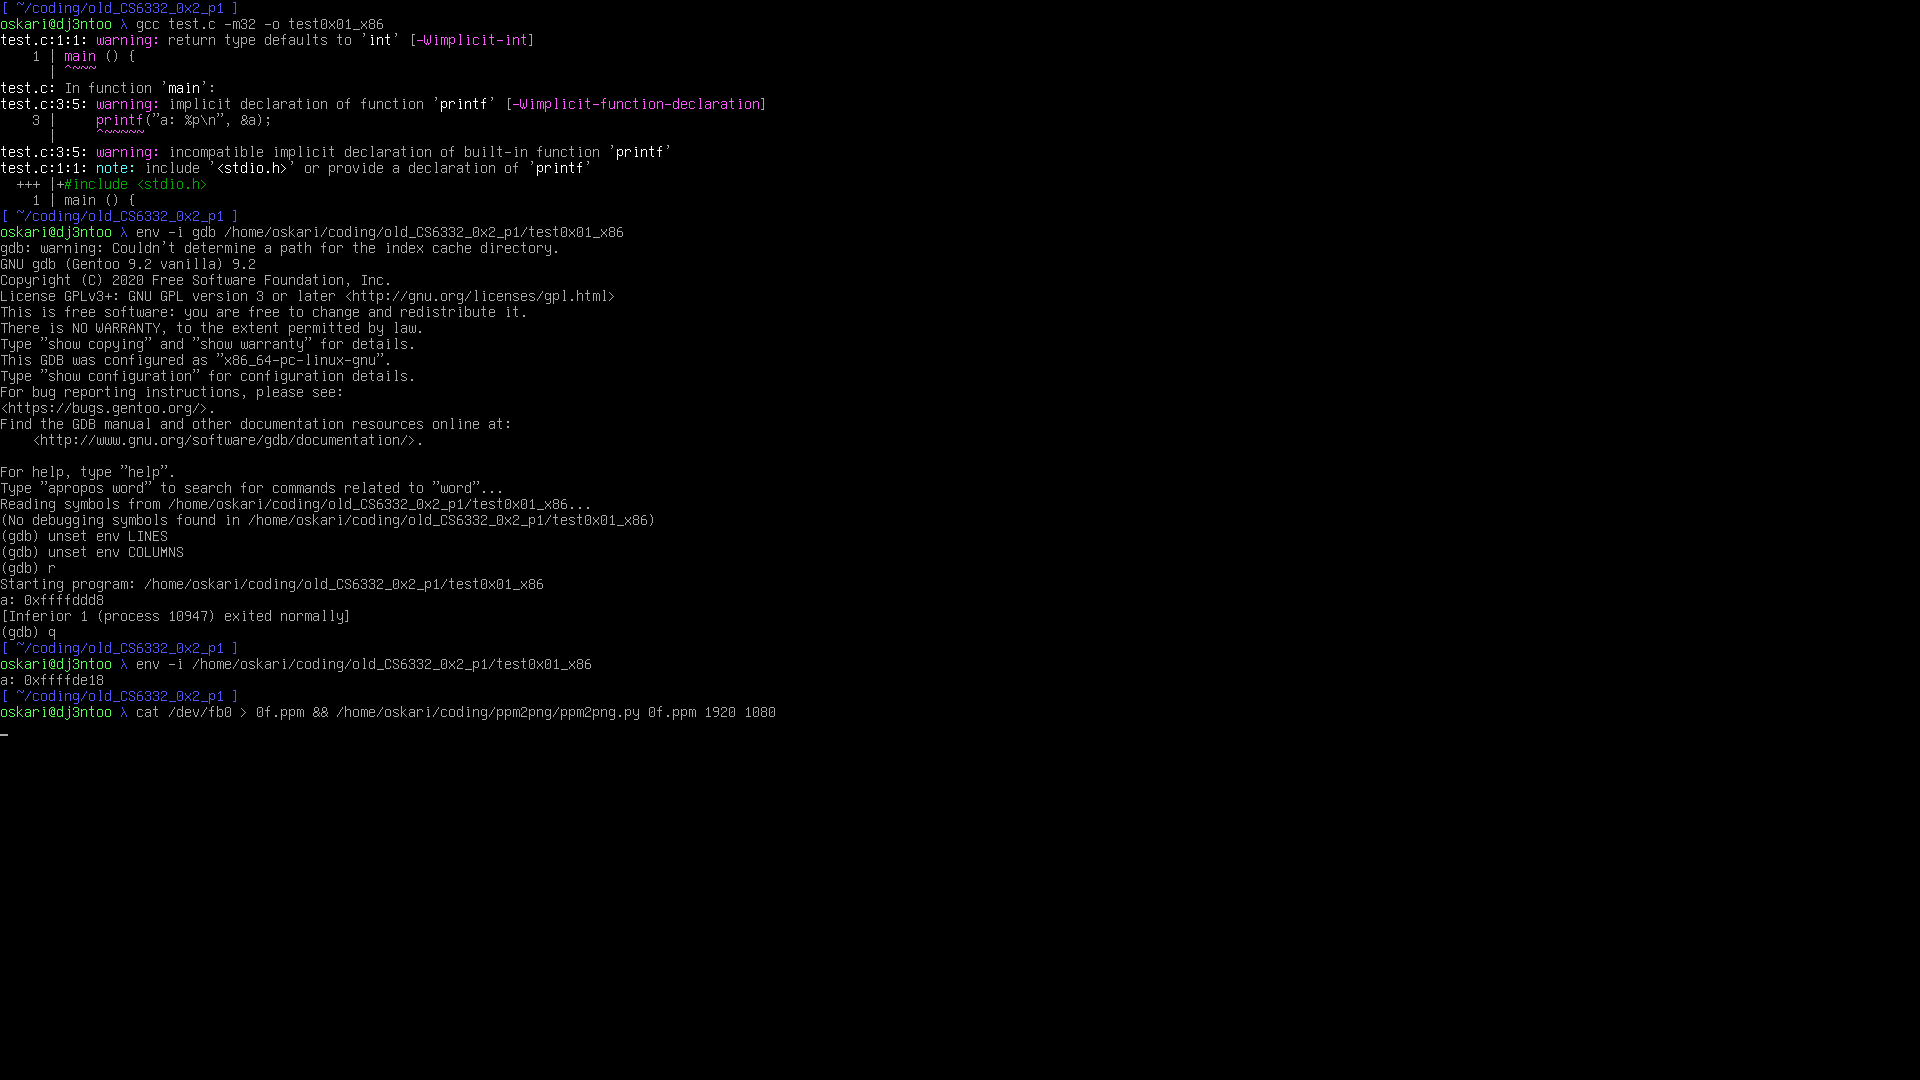 [ ~/coding/old_CS6332_0x2_p1 ]
oskari@dj3ntoo λ gcc test.c -m32 -o test0x01_x86
test.c:1:1: warning: return type defaults to 'int' [-Wimplicit-int]
    1 | main () {
      | ^~~~
test.c: In function 'main':
test.c:3:5: warning: implicit declaration of function 'printf' [-Wimplicit-function-declaration]
    3 |     printf("a: %p\n", &a);
      |     ^~~~~~
test.c:3:5: warning: incompatible implicit declaration of built-in function 'printf'
test.c:1:1: note: include '<stdio.h>' or provide a declaration of 'printf'
  +++ |+#include <stdio.h>
    1 | main () {
[ ~/coding/old_CS6332_0x2_p1 ]
oskari@dj3ntoo λ env -i gdb /home/oskari/coding/old_CS6332_0x2_p1/test0x01_x86
gdb: warning: Couldn't determine a path for the index cache directory.
GNU gdb (Gentoo 9.2 vanilla) 9.2
Copyright (C) 2020 Free Software Foundation, Inc.
License GPLv3+: GNU GPL version 3 or later <http://gnu.org/licenses/gpl.html>
This is free software: you are free to change and redistribute it.
There is NO WARRANTY, to the extent permitted by law.
Type "show copying" and "show warranty" for details.
This GDB was configured as "x86_64-pc-linux-gnu".
Type "show configuration" for configuration details.
For bug reporting instructions, please see:
<https://bugs.gentoo.org/>.
Find the GDB manual and other documentation resources online at:
    <http://www.gnu.org/software/gdb/documentation/>.

For help, type "help".
Type "apropos word" to search for commands related to "word"...
Reading symbols from /home/oskari/coding/old_CS6332_0x2_p1/test0x01_x86...
(No debugging symbols found in /home/oskari/coding/old_CS6332_0x2_p1/test0x01_x86)
(gdb) unset env LINES
(gdb) unset env COLUMNS
(gdb) r
Starting program: /home/oskari/coding/old_CS6332_0x2_p1/test0x01_x86
a: 0xffffddd8
[Inferior 1 (process 10947) exited normally]
(gdb) q
[ ~/coding/old_CS6332_0x2_p1 ]
oskari@dj3ntoo λ env -i /home/oskari/coding/old_CS6332_0x2_p1/test0x01_x86
a: 0xffffde18
[ ~/coding/old_CS6332_0x2_p1 ]
oskari@dj3ntoo λ cat /dev/fb0 > 0f.ppm && /home/oskari/coding/ppm2png/ppm2png.py 0f.ppm 1920 1080